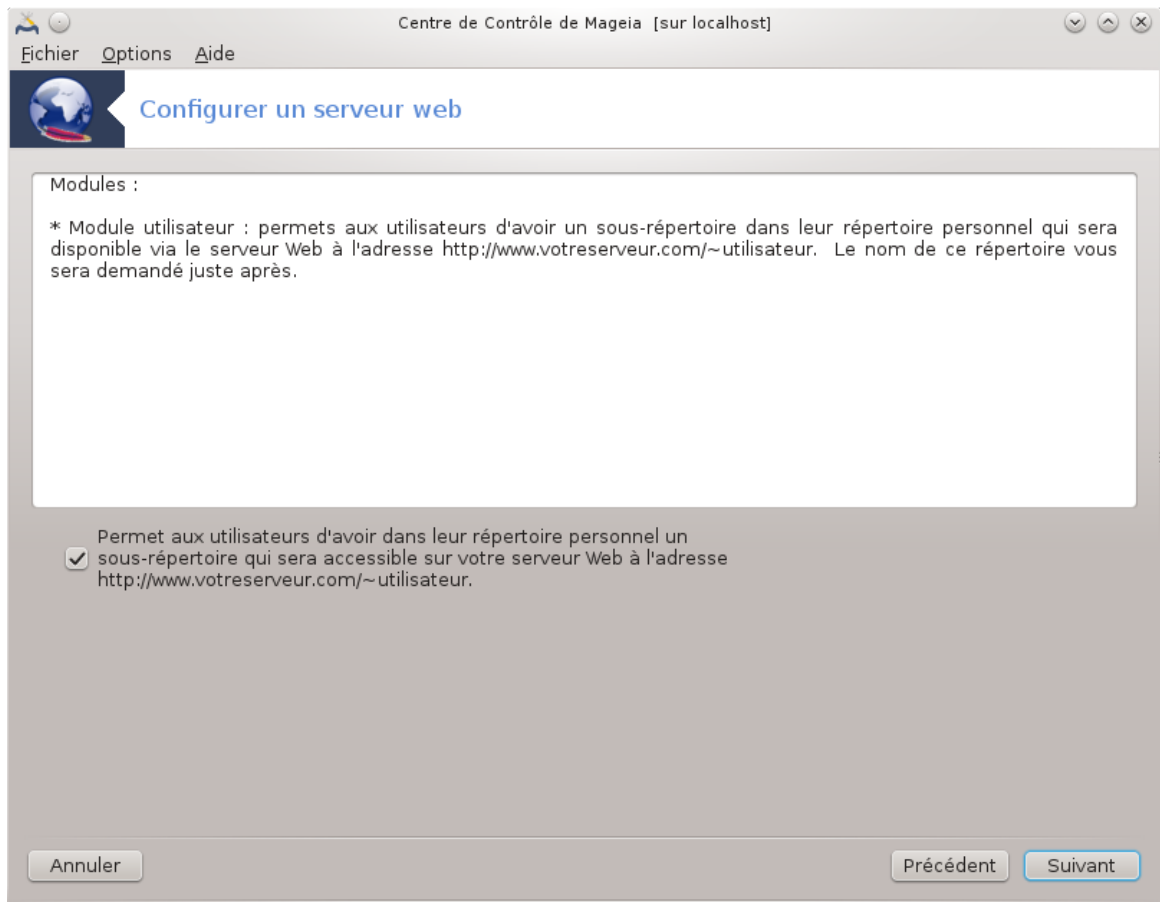 Centre de Contrôle de Mageia [sur localhost]
Fichier Options Aide
Configurer un serveur web
Modules :
* Module utilisateur : permets aux utilisateurs d'avoir un sous-répertoire dans leur répertoire personnel qui sera
disponible via le serveur Web à l'adresse http://www.votreserveur.com/~utilisateur. Le nom de ce répertoire vous
sera demandé juste après.
Permet aux utilisateurs d'avoir dans leur répertoire personnel un
sous-répertoire qui sera accessible sur votre serveur Web à l'adresse
http://www.votreserveur.com/~utilisateur.
Annuler Précédent Suivant